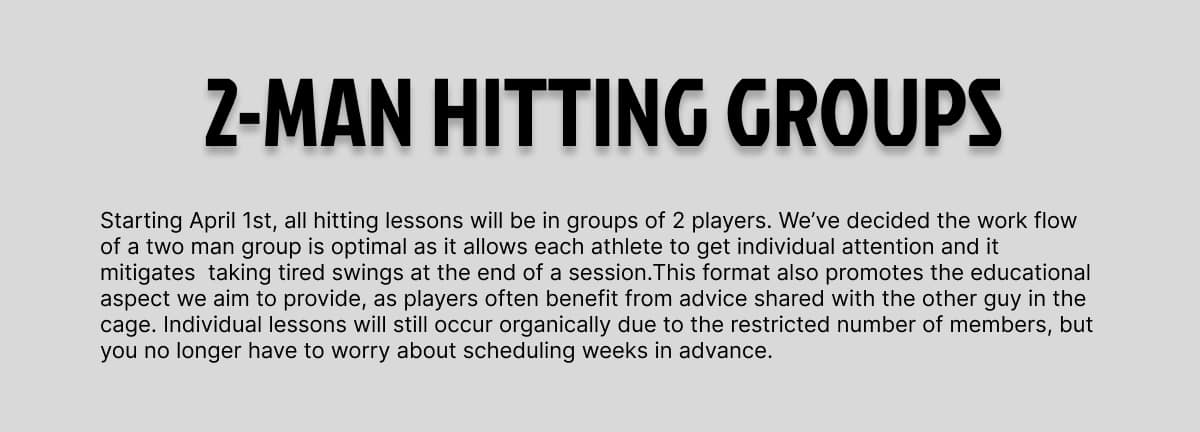 2-MAN HITTING GROUPS
Starting April 1st, all hitting lessons will be in groups of 2 players. We’ve decided the work flow
of a two man group is optimal as it allows each athlete to get individual attention and it
mitigates  taking tired swings at the end of a session.This format also promotes the educational
aspect we aim to provide, as players often benefit from advice shared with the other guy in the
cage. Individual lessons will still occur organically due to the restricted number of members, but
you no longer have to worry about scheduling weeks in advance.